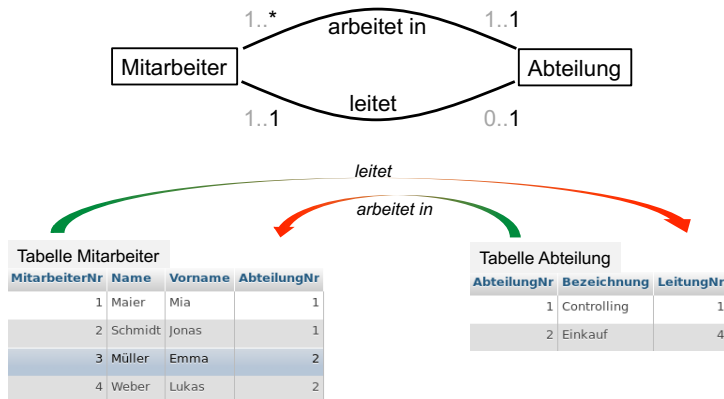 1..* 1..1
arbeitet in
Mitarbeiter Abteilung
leitet
1..1 0..1
leitet
arbeitet in
Tabelle Mitarbeiter
MitarbeiterNr Name Vorname AbteilungNr
1 Maier Mia 1
2 Schmidt Jonas 1
3 Müller Emma 2
4 Weber Lukas 2
Tabelle Abteilung
AbteilungNr Bezeichnung LeitungNr
1 Controlling 1
2 Einkauf 4